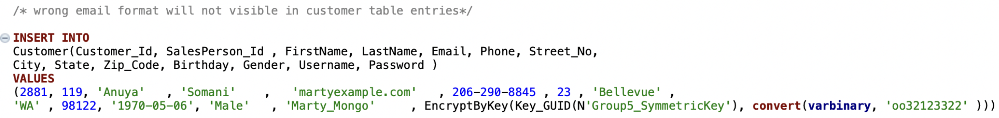 /* wrong email format will not visible in customer table entries*/
INSERT INTO
Customer(Customer_Id, SalesPerson_Id , FirstName, LastName, Email, Phone, Street_No,
City, State, Zip_Code, Birthday, Gender, Username, Password )
VALUES
(2881, 119, 'Anuya'   , 'Somani'    ,   'martyexample.com'   , 206-290-8845 , 23 , 'Bellevue' ,
'WA' , 98122, '1970-05-06', 'Male'   , 'Marty_Mongo'     , EncryptByKey(Key_GUID(N'Group5_SymmetricKey'), convert(varbinary, 'oo32123322' )))